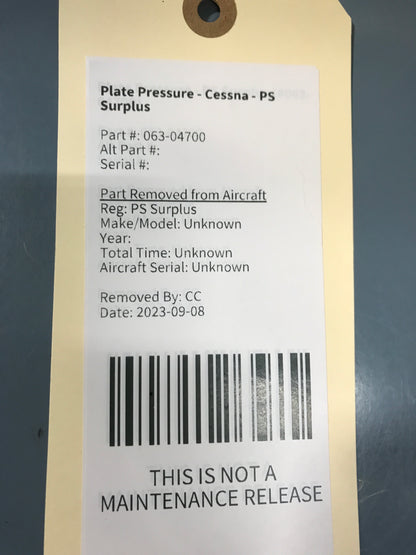 Plate Pressure - Cessna - PS
Surplus
Part #: 063-04700
Alt Part #:
Serial #:
Part Removed from Aircraft
Reg: PS Surplus
Make/Model: Unknown
Year:
Total Time: Unknown
Aircraft Serial: Unknown
Removed By: CC
Date: 2023-09-08
THIS IS NOT A
MAINTENANCE RELEASE